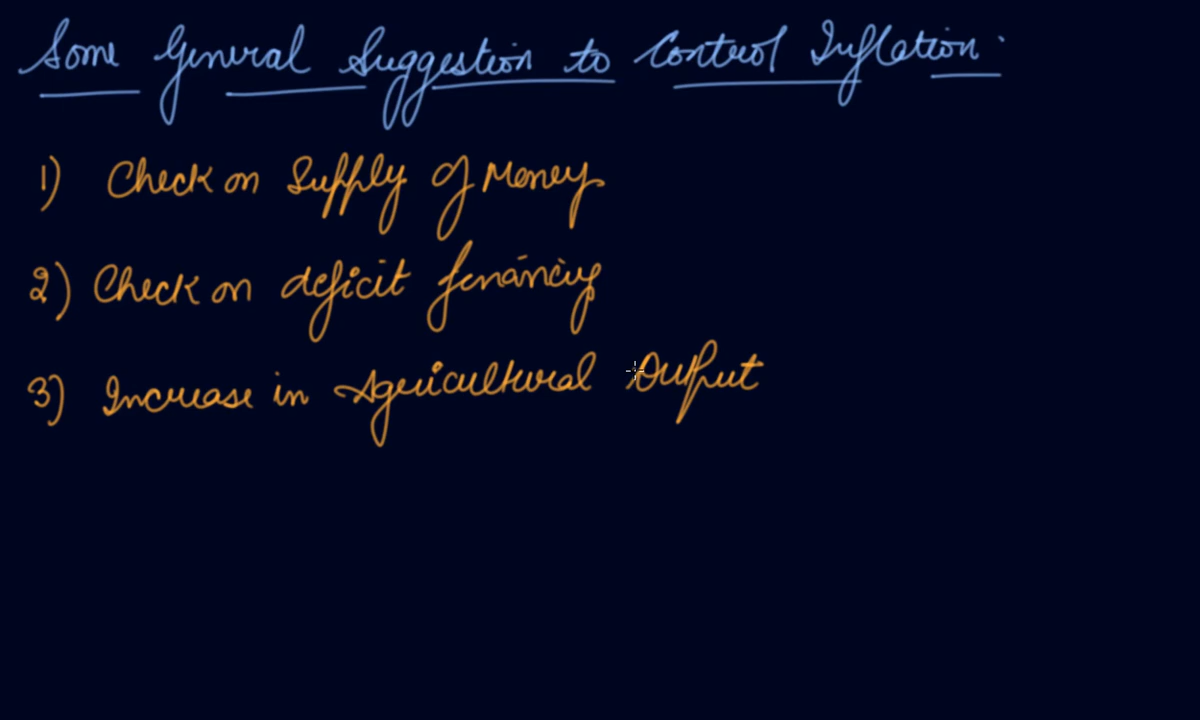 Some General Suggestion to Control Inflation.
1) Check on Supply of Money
2) Check on deficit financing
3) Increase in Agricultural Output